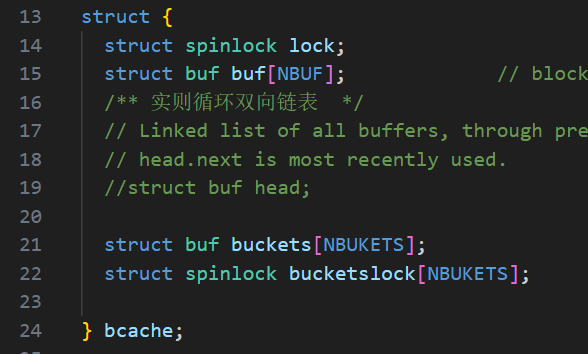 13 struct {
14 struct spinlock lock;
15 struct buf buf[NBUF]; // block
16 /** 实则循环双向链表 */
17 // Linked list of all buffers, through pre
18 // head.next is most recently used.
19 //struct buf head;
20
21 struct buf buckets[NBUKETS];
22 struct spinlock bucketslock[NBUKETS];
23
24 } bcache;